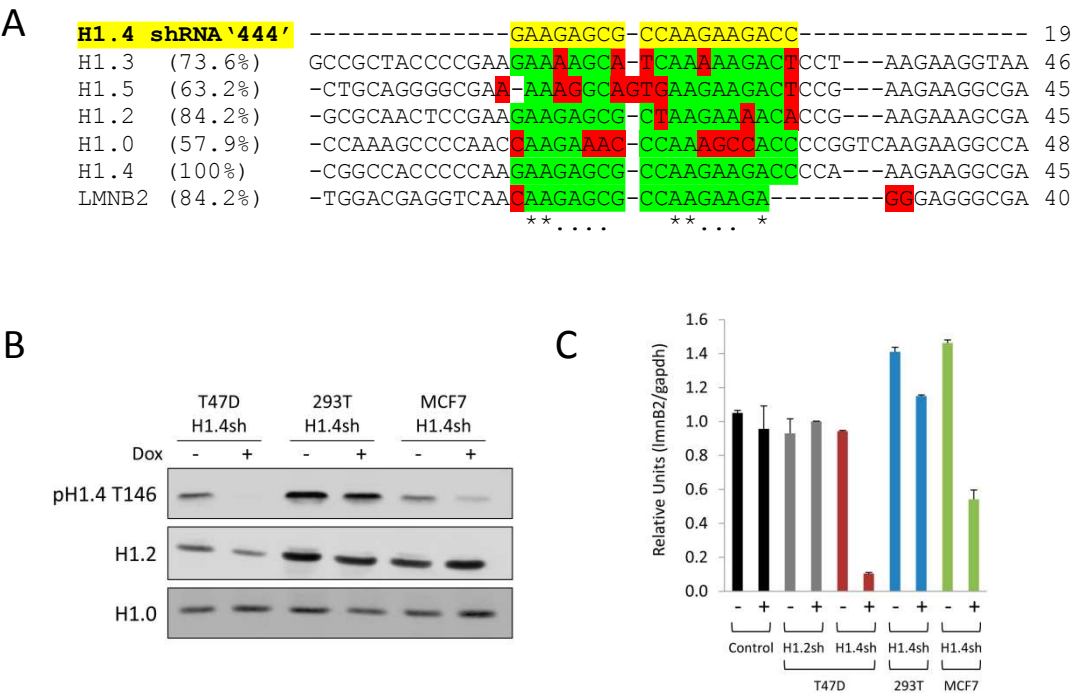 A
H1.4 shRNA‘444’ --------------GAAGAGCG-CCAAGAAGACC---------------- 19
H1.3 (73.6%) GCCGCTACCCCGAAGAAAAGCA-TCAAAAAGACTCCT---AAGAAGGTAA 46
H1.5 (63.2%) -CTGCAGGGGCGAA-AAAGGCAGTGAAGAAGACTCCG---AAGAAAGCGA 45
H1.2 (84.2%) -GCGCAACTCCGAAGAAGAGCG-CTAAGAAAACACCG---AAGAAAGCGA 45
H1.0 (57.9%) -CCAAAGCCCCAACCAAGAAAC-CCAAAGCCACCCCGGTCAAGAAGGCCA 48
H1.4 (100%) -CGGCCACCCCCAAGAAGAGCG-CCAAGAAGACCCCA---AAGAAGGCGA 45
LMNB2 (84.2%) -TGGACGAGGTCAACAAGAGCG-CCAAGAAGA--------GGGAGGGCGA 40
**.... **... *
B
T47D 293T MCF7
H1.4sh H1.4sh H1.4sh
Dox - + - + - +
pH1.4 T146
H1.2
H1.0
C
Relative Units (lmnB2/gapdh)
1.6
1.4
1.2
1.0
0.8
0.6
0.4
0.2
0.0
- + - + - + - + - +
Control H1.2sh H1.4sh H1.4sh H1.4sh
T47D 293T MCF7